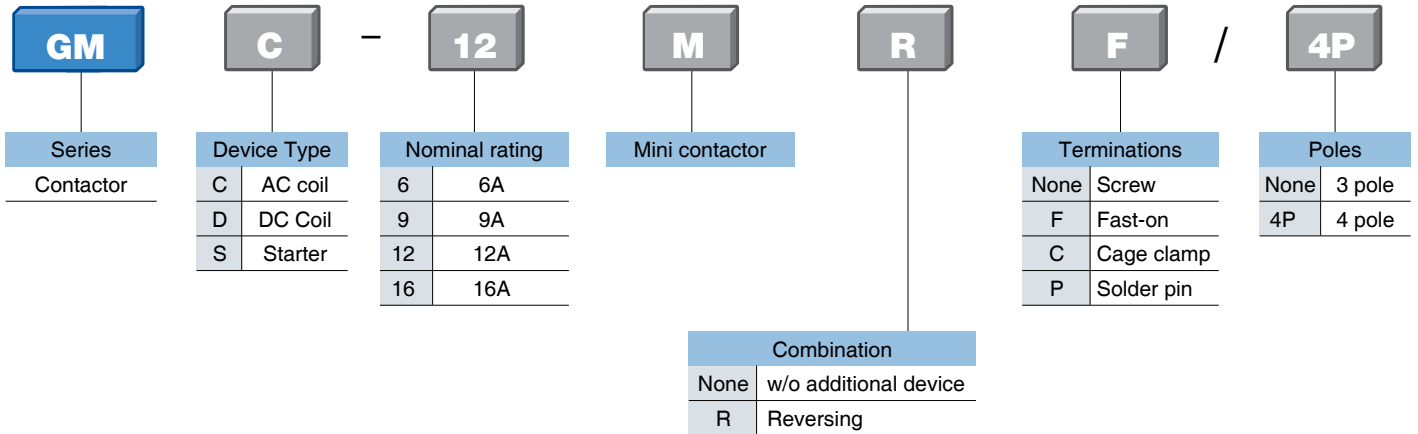 GM C – 12 M R F / 4P
Series
Contactor
Device Type
C AC coil
D DC Coil
S Starter
Nominal rating
6 6A
9 9A
12 12A
16 16A
Mini contactor
Combination
None w/o additional device
R Reversing
Terminations
None Screw
F Fast-on
C Cage clamp
P Solder pin
Poles
None 3 pole
4P 4 pole